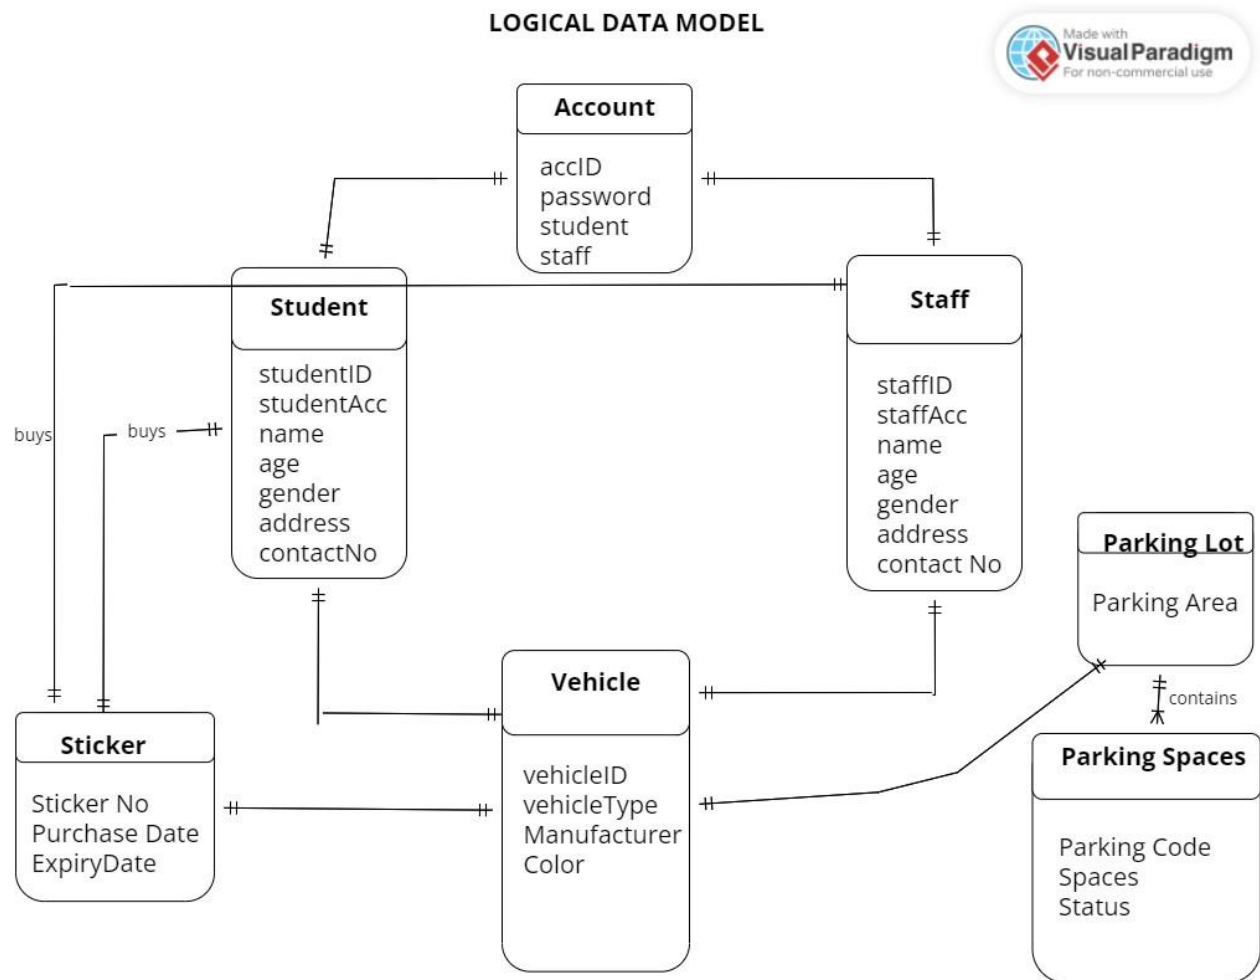 LOGICAL DATA MODEL
Made with
Visual Paradigm
For non-commercial use
Account
accID
password
student
staff
Student
studentID
studentAcc
name
age
gender
address
contactNo
Staff
staffID
staffAcc
name
age
gender
address
contact No
buys
buys
Parking Lot
Parking Area
contains
Vehicle
vehicleID
vehicleType
Manufacturer
Color
Sticker
Sticker No
Purchase Date
ExpiryDate
Parking Spaces
Parking Code
Spaces
Status